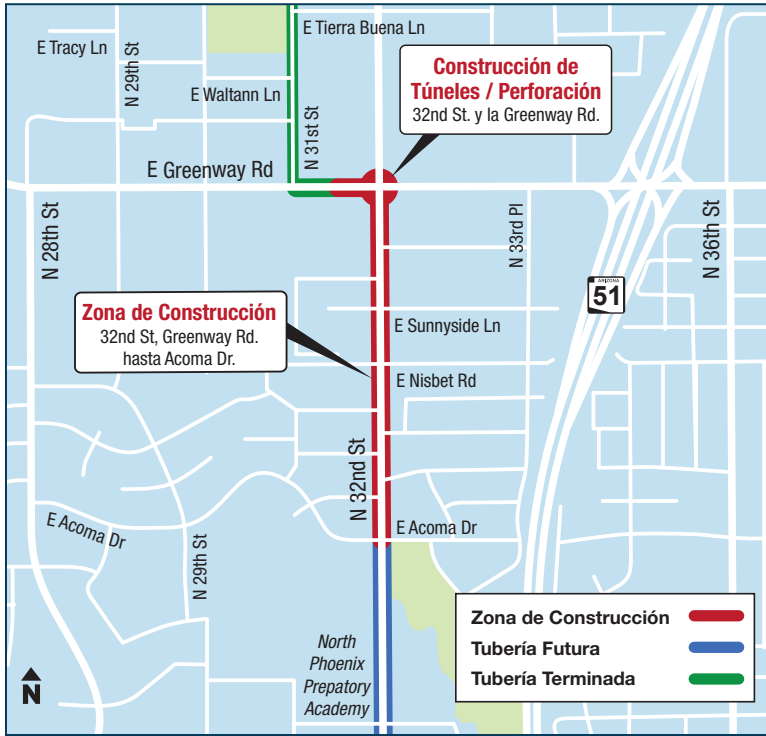 E Tierra Buena Ln
E Tracy Ln
N 29th St
E Waltann Ln
N 31st St
Construcción de
Túneles / Perforación
32nd St. y la Greenway Rd.
E Greenway Rd
N 28th St
N 33rd Pl
N 36th St
ARIZONA
51
Zona de Construcción
32nd St, Greenway Rd.
hasta Acoma Dr.
E Sunnyside Ln
E Nisbet Rd
N 32nd St
E Acoma Dr
E Acoma Dr
N 29th St
North
Phoenix
Prepatory
Academy
N
Zona de Construcción
Tubería Futura
Tubería Terminada